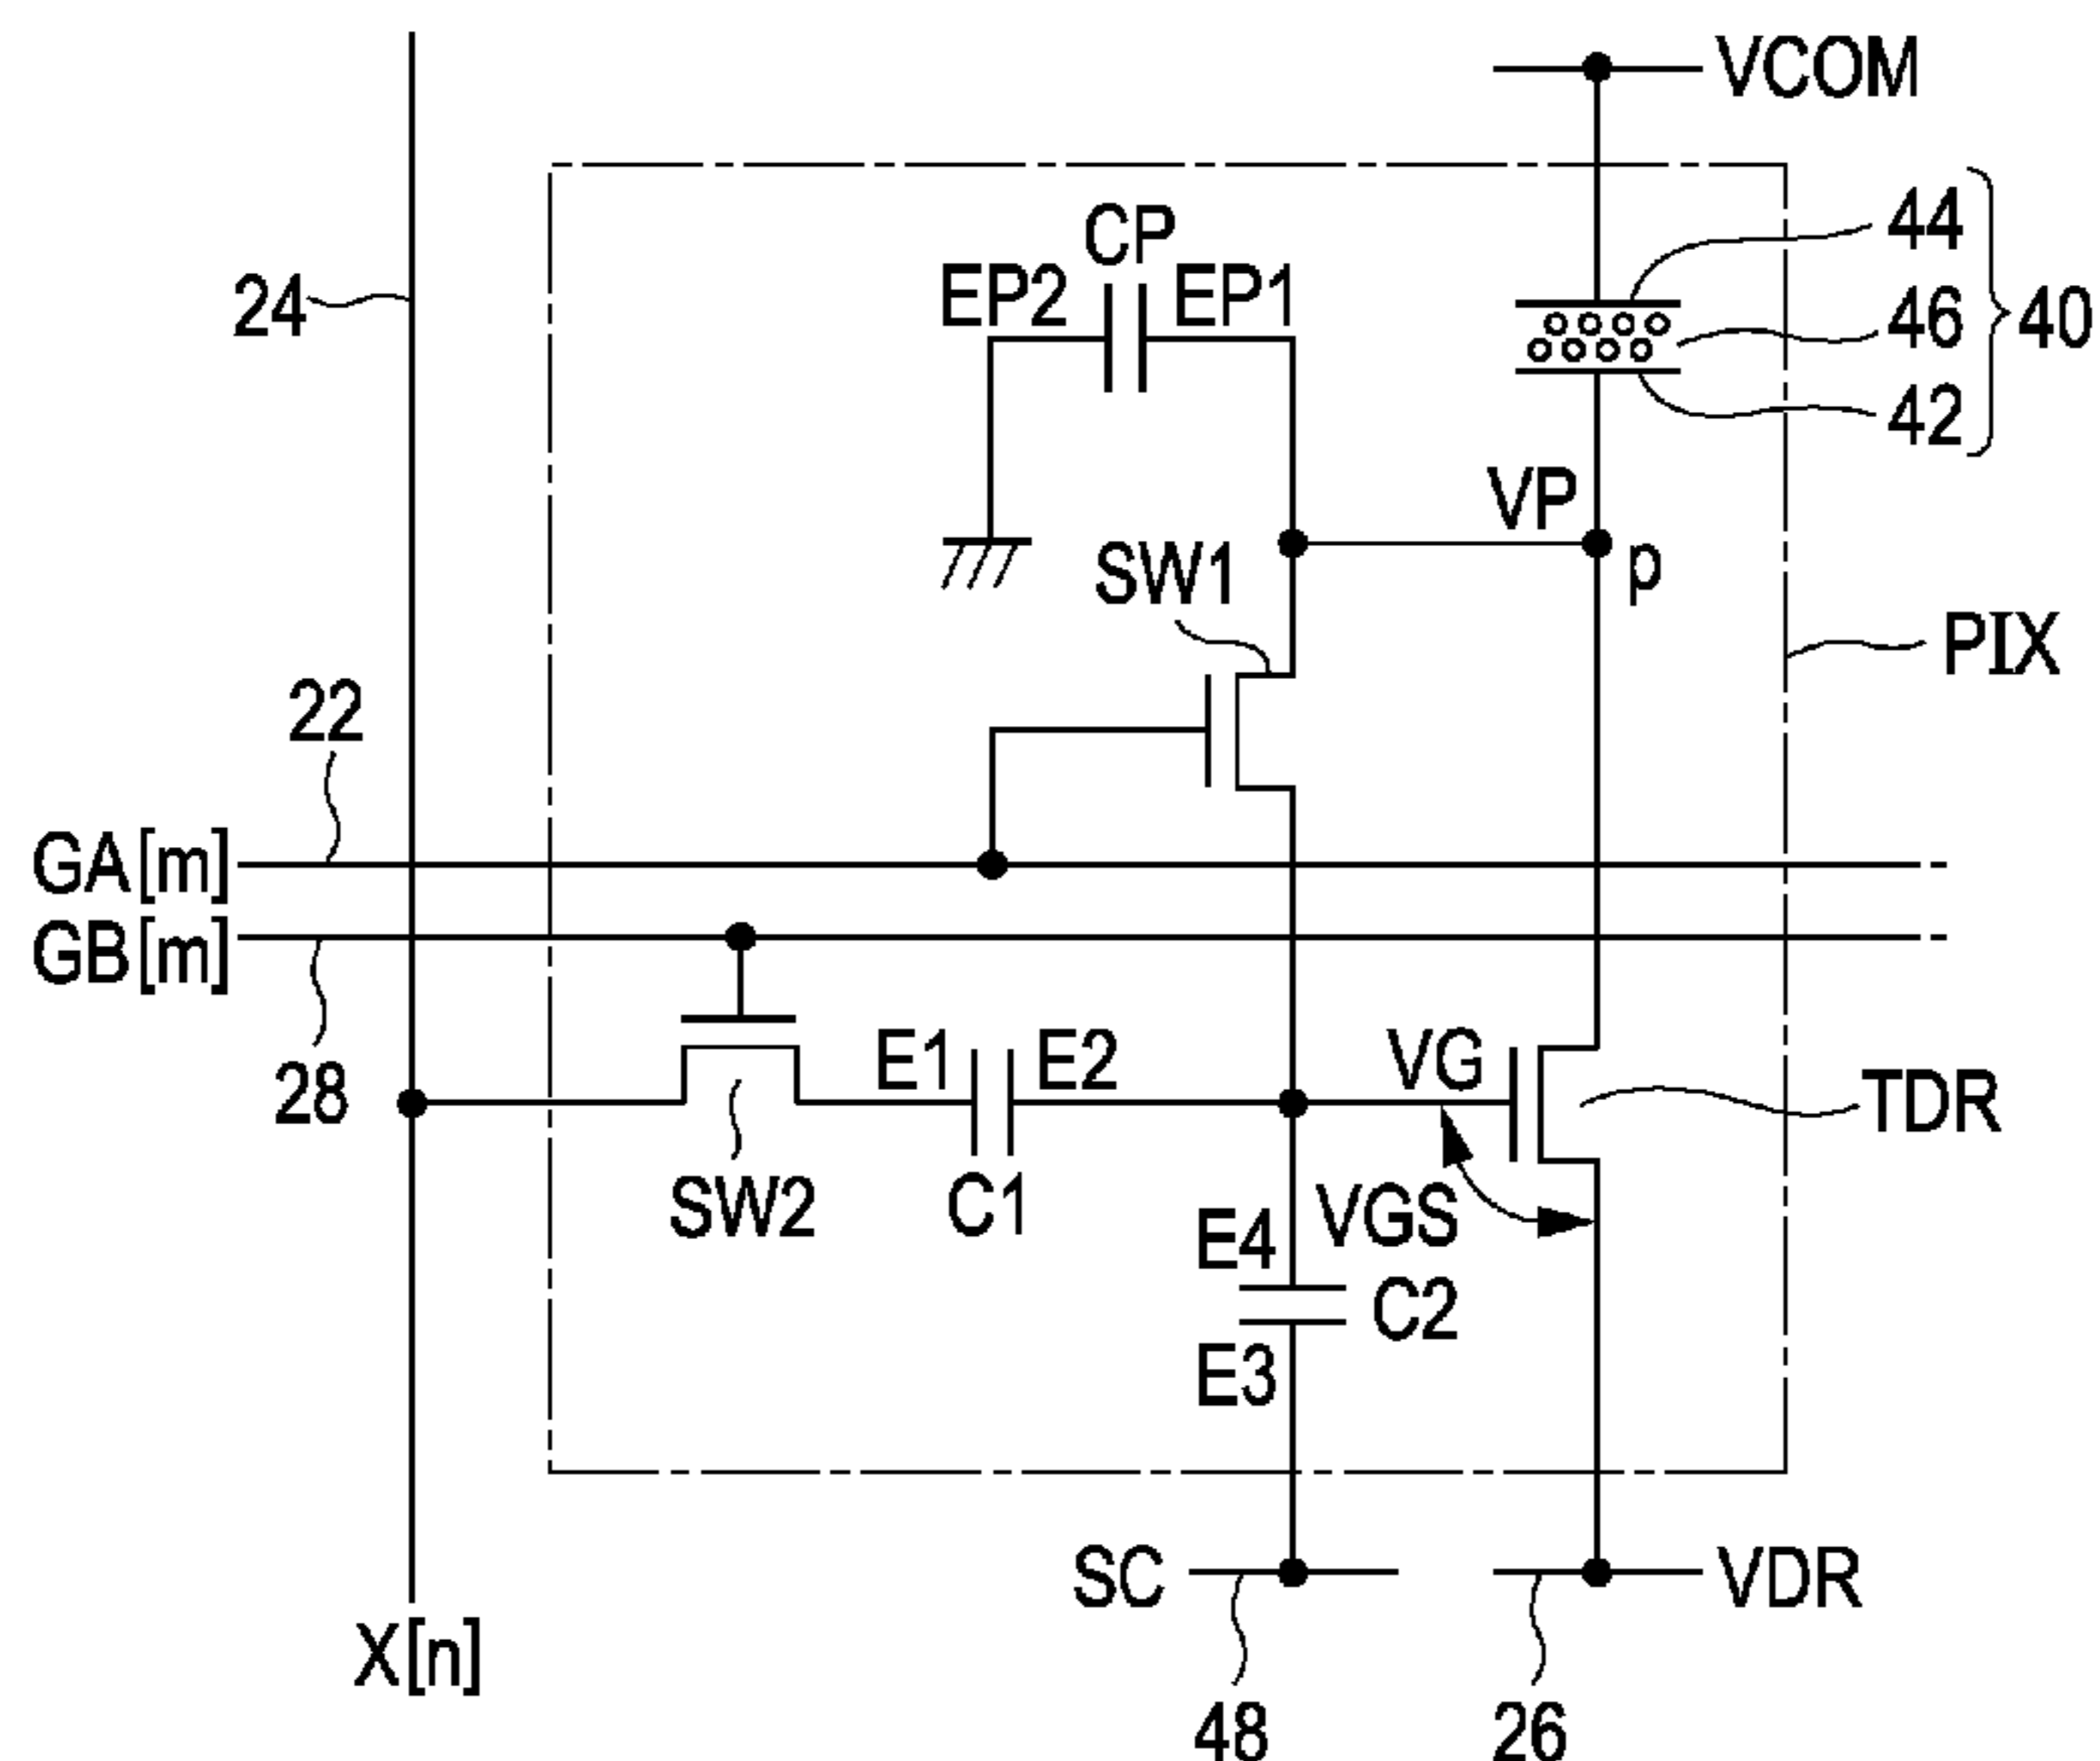 VCOM
CP
44
EP2
EP1
24
46
40
42
VP
SW1
p
PIX
22
GA[m]
GB[m]
28
E1
E2
VG
TDR
SW2
C1
E4
VGS
C2
E3
SC
VDR
X[n]
48
26